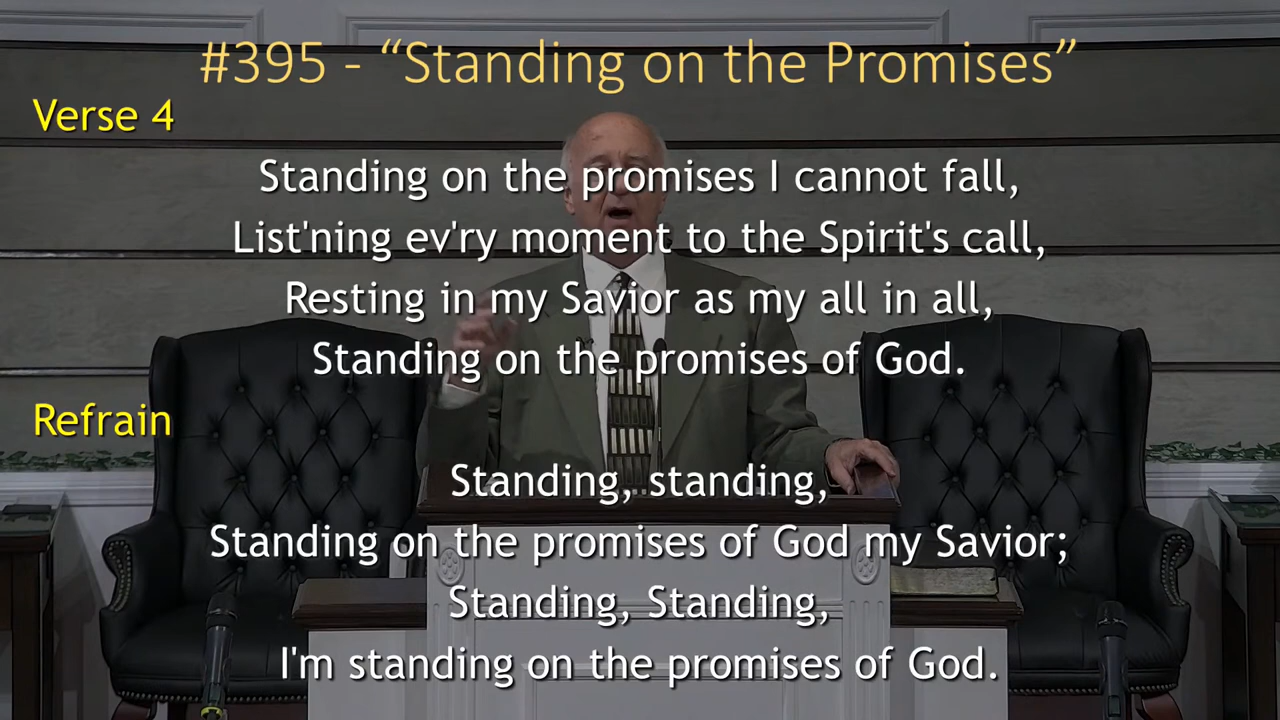 #395 - “Standing on the Promises”
Verse 4
Standing on the promises I cannot fall,
List'ning ev'ry moment to the Spirit's call,
Resting in my Savior as my all in all,
Standing on the promises of God.
Refrain
Standing, standing,
Standing on the promises of God my Savior;
Standing, Standing,
I'm standing on the promises of God.